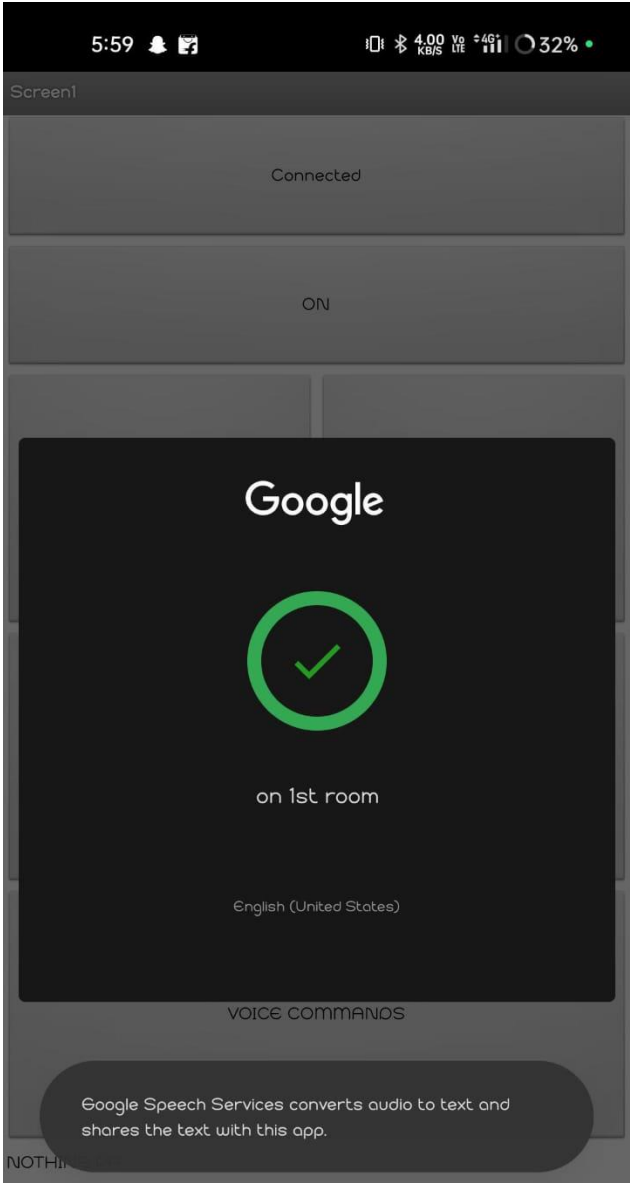 5:59 4.00 KB/S Vo LTE 4G+ 32%
Screen1
Connected
ON
Google
on 1st room
English (United States)
VOICE COMMANDS
Google Speech Services converts audio to text and
shares the text with this app.